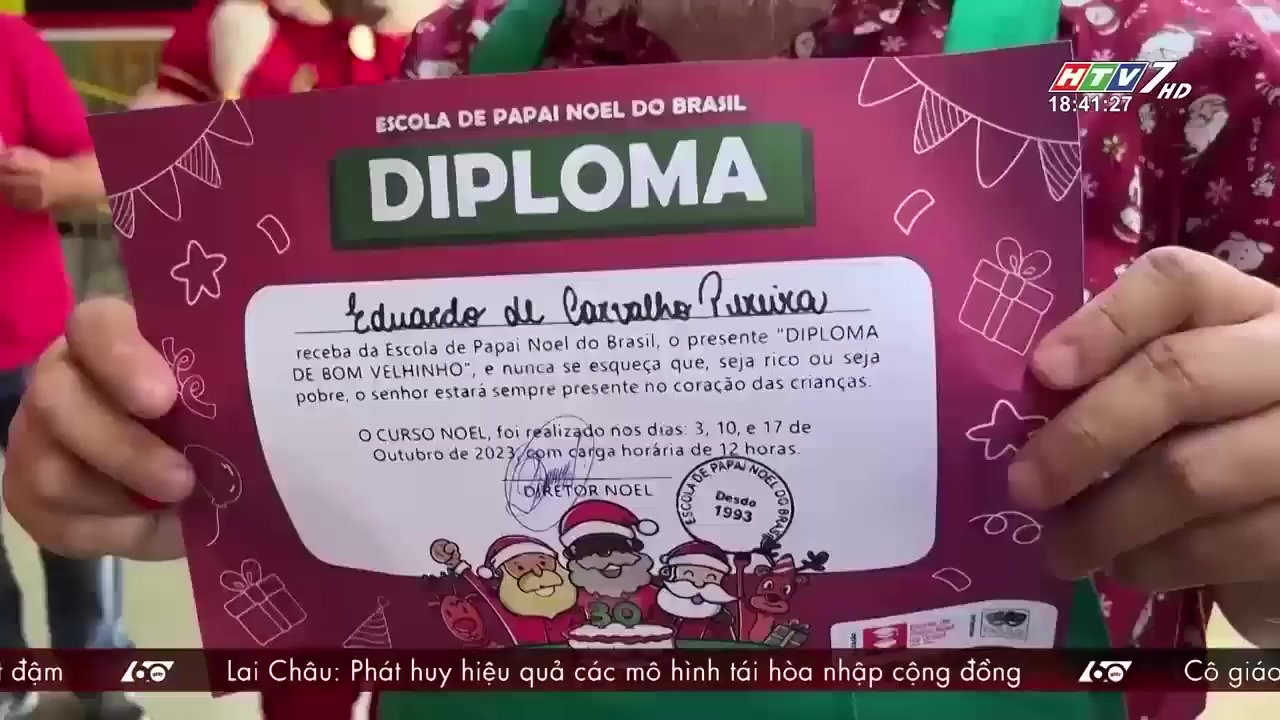 HTV7 HD
18:41:27
ESCOLA DE PAPAI NOEL DO BRASIL
DIPLOMA
Eduardo de Carvalho Pereira
receba da Escola de Papai Noel do Brasil, o presente "DIPLOMA
DE BOM VELHINHO", e nunca se esqueça que, seja rico ou seja
pobre, o senhor estará sempre presente no coração das crianças.
O CURSO NOEL, foi realizado nos dias: 3, 10, e 17 de
Outubro de 2023, com carga horária de 12 horas.
DIRETOR NOEL
ESCOLA DE PAPAI NOEL DO BRASIL
Desde
1993
30
t đậm 60 giây Lai Châu: Phát huy hiệu quả các mô hình tái hòa nhập cộng đồng 60 giây Cô giáo